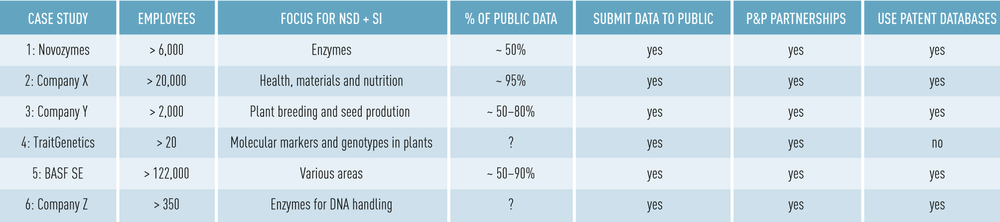 CASE STUDY EMPLOYEES FOCUS FOR NSD + SI % OF PUBLIC DATA SUBMIT DATA TO PUBLIC P&P PARTNERSHIPS USE PATENT DATABASES
1: Novozymes > 6,000 Enzymes ~ 50% yes yes yes
2: Company X > 20,000 Health, materials and nutrition ~ 95% yes yes yes
3: Company Y > 2,000 Plant breeding and seed prodution ~ 50–80% yes yes yes
4: TraitGenetics > 20 Molecular markers and genotypes in plants ? yes yes no
5: BASF SE > 122,000 Various areas ~ 50–90% yes yes yes
6: Company Z > 350 Enzymes for DNA handling ? yes yes yes